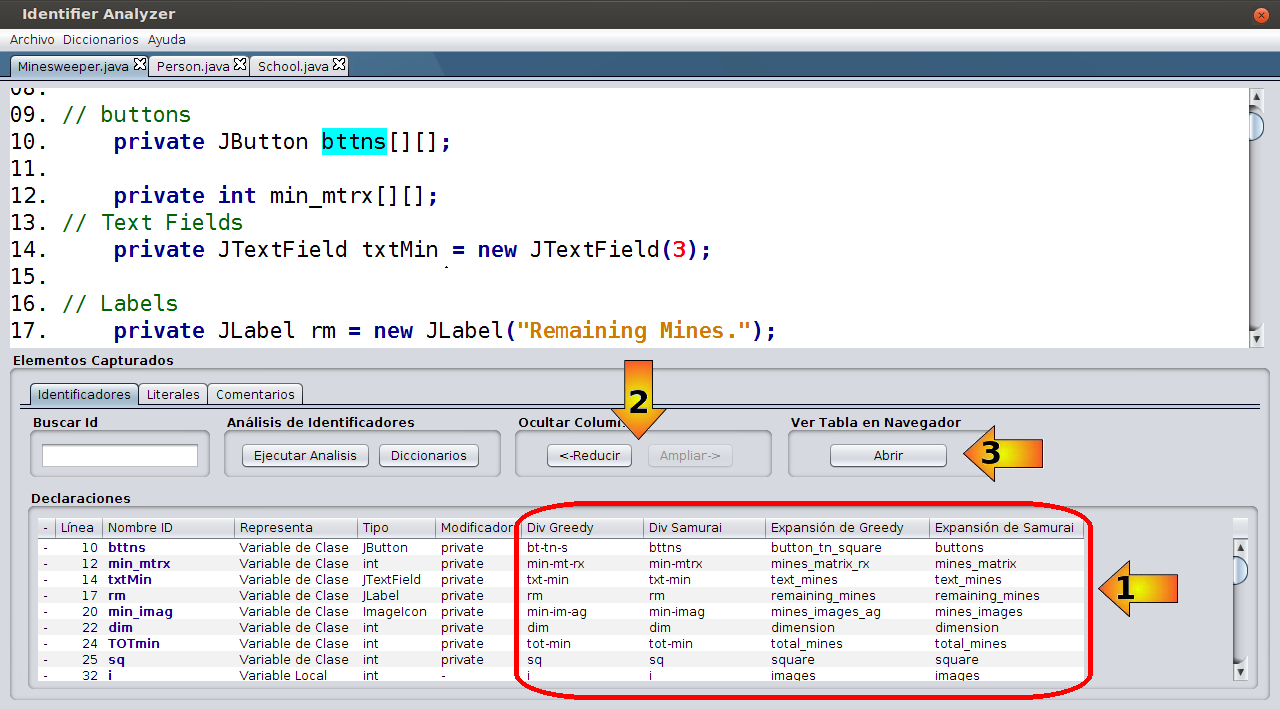 Identifier Analyzer
Archivo Diccionarios Ayuda
Minesweeper.java Person.java School.java
08.
09. // buttons
10. private JButton bttns[][];
11.
12. private int min_mtrx[][];
13. // Text Fields
14. private JTextField txtMin = new JTextField(3);
15.
16. // Labels
17. private JLabel rm = new JLabel("Remaining Mines.");
Elementos Capturados
Identificadores Literales Comentarios
Buscar Id Análisis de Identificadores Ocultar Ver Tabla en Navegador
Ejecutar Analisis Diccionarios <-Reducir Ampliar-> Abrir
2
3
Declaraciones
- Línea Nombre ID Representa Tipo Modificador Div Greedy Div Samurai Expansión de Greedy Expansión de Samurai
- 10 bttns Variable de Clase JButton private bt-tn-s bttns button_tn_square buttons
- 12 min_mtrx Variable de Clase int private min-mt-rx min-mtrx mines_matrix_rx mines_matrix
- 14 txtMin Variable de Clase JTextField private txt-min txt-min text_mines text_mines
- 17 rm Variable de Clase JLabel private rm rm remaining_mines remaining_mines
- 20 min_imag Variable de Clase ImageIcon private min-im-ag min-imag mines_images_ag mines_images
- 22 dim Variable de Clase int private dim dim dimension dimension
- 24 TOTmin Variable de Clase int private tot-min tot-min total_mines total_mines
- 25 sq Variable de Clase int private sq sq square square
- 32 i Variable Local int - i i images images
1